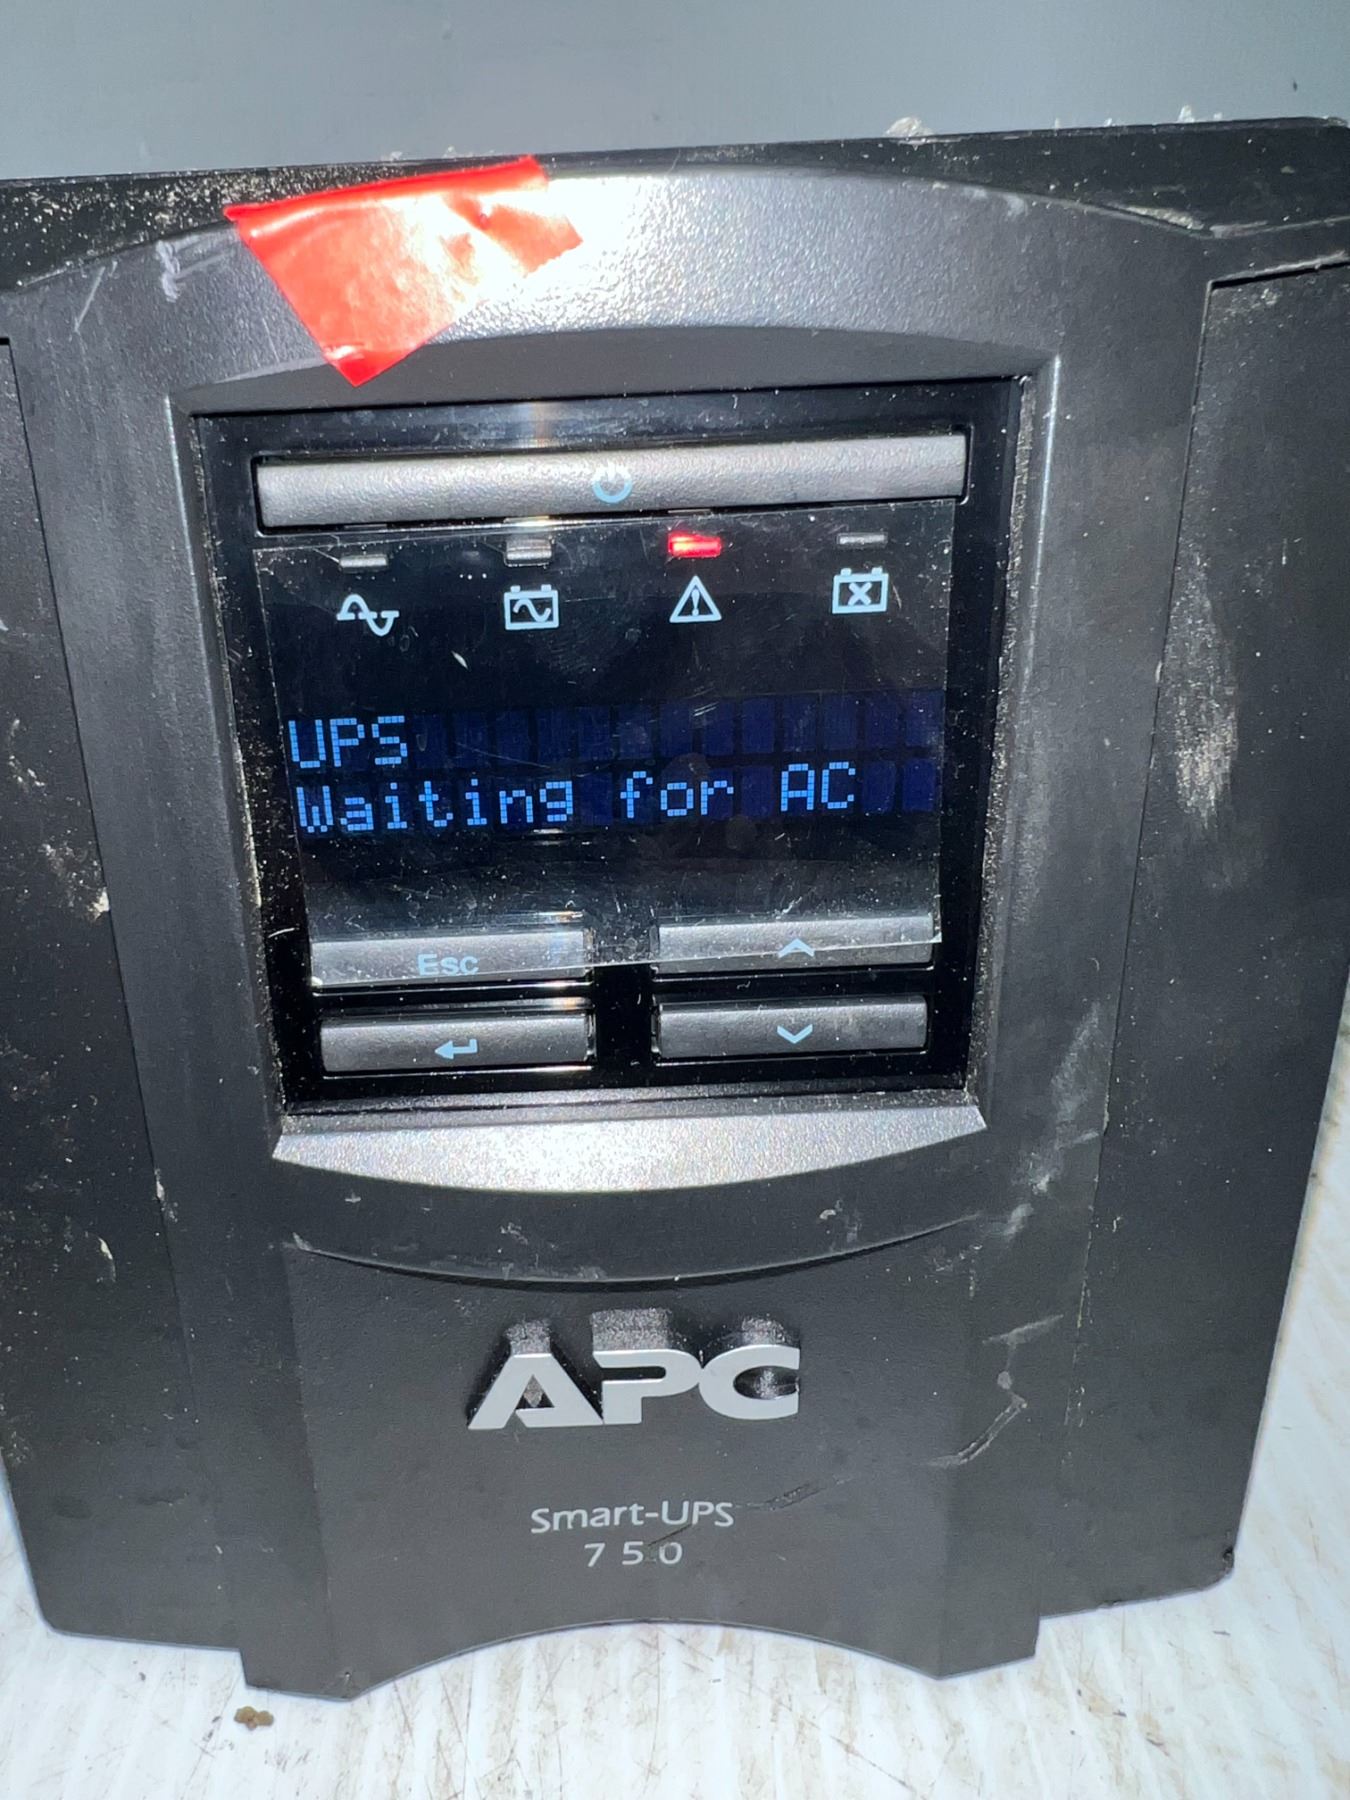 UPS
Waiting for AC
Esc
APC
Smart-UPS
750